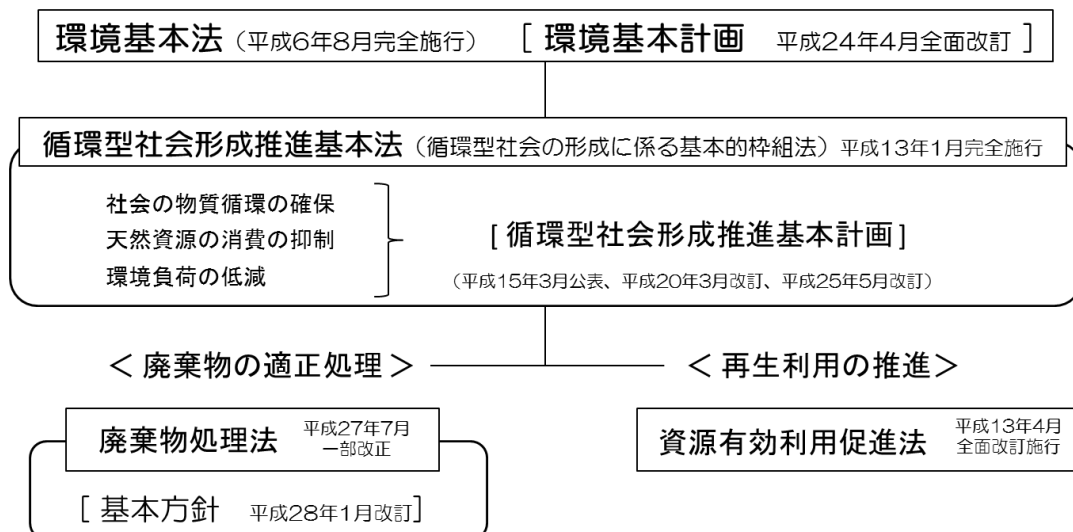 環境基本法（平成6年8月完全施行） [ 環境基本計画 平成24年4月全面改訂 ]
循環型社会形成推進基本法（循環型社会の形成に係る基本的枠組法）平成13年1月完全施行
社会の物質循環の確保
天然資源の消費の抑制
環境負荷の低減
[ 循環型社会形成推進基本計画 ]
（平成15年3月公表、平成20年3月改訂、平成25年5月改訂）
＜ 廃棄物の適正処理 ＞
＜ 再生利用の推進＞
廃棄物処理法 平成27年7月
一部改正
[ 基本方針 平成28年1月改訂]
資源有効利用促進法 平成13年4月
全面改訂施行